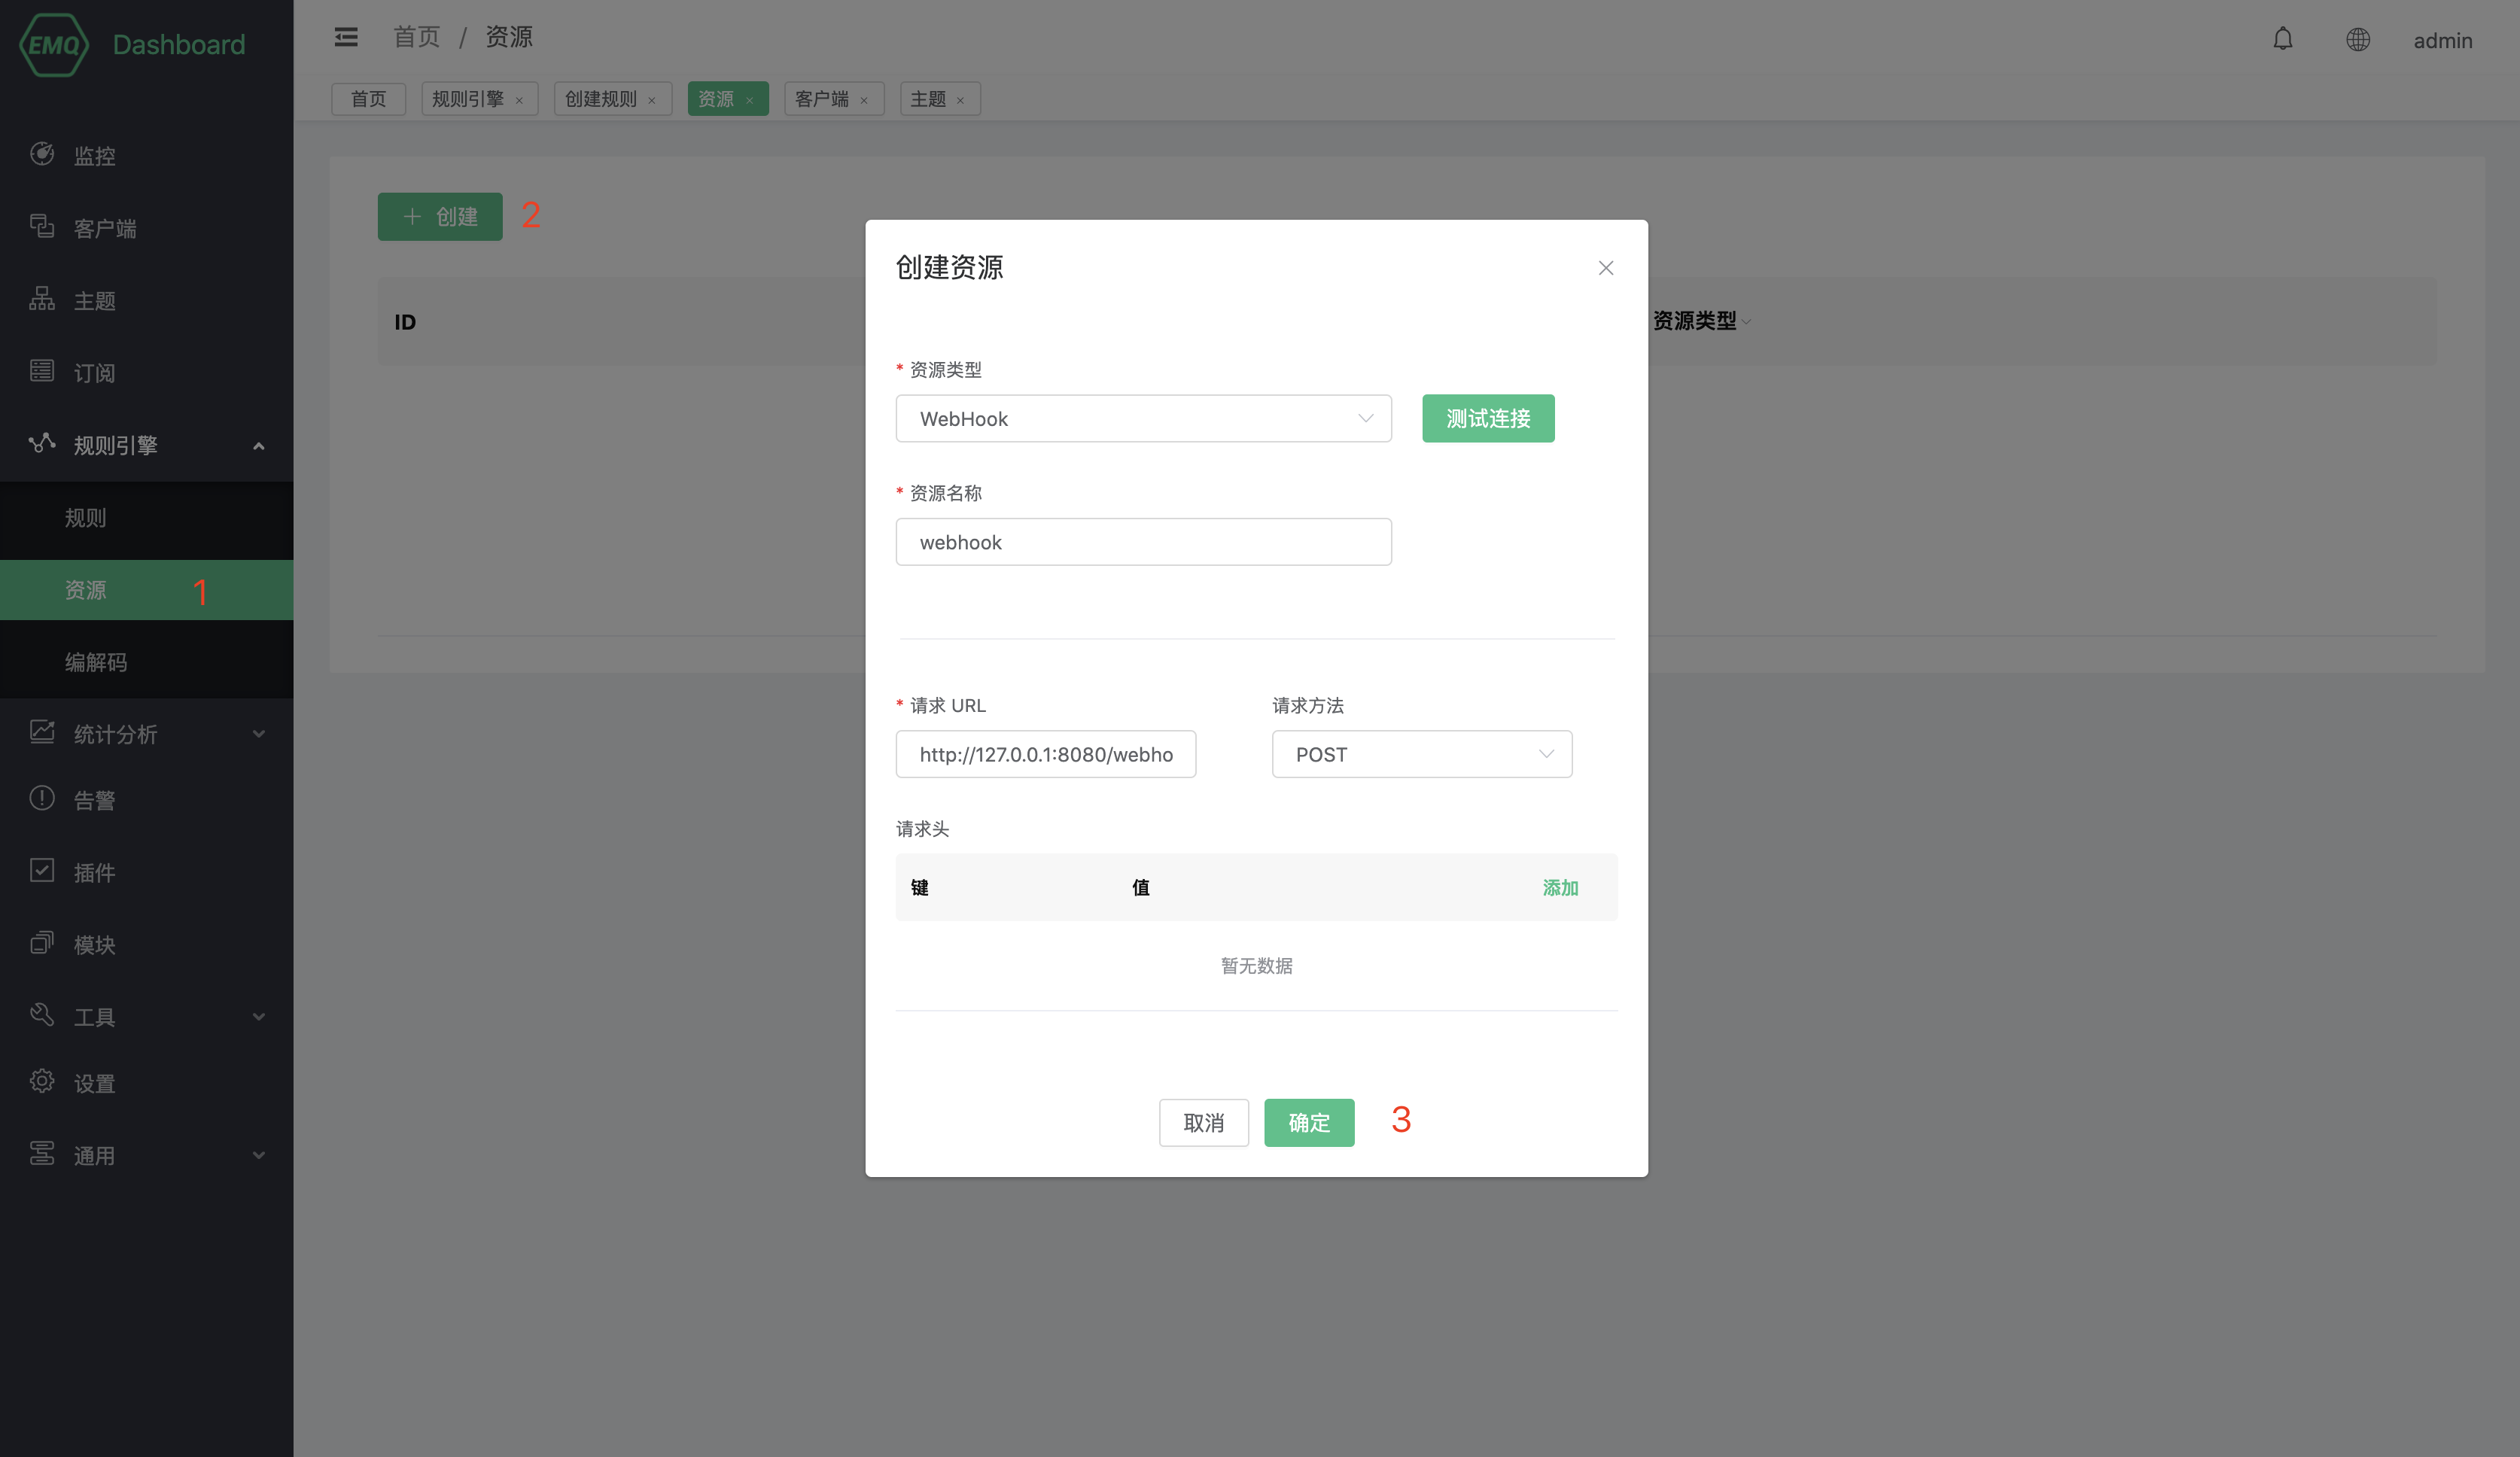 EMQ Dashboard
监控
客户端
主题
订阅
规则引擎
规则
资源 1
编解码
统计分析
告警
插件
模块
工具
设置
通用
首页 / 资源
admin
首页 规则引擎 × 创建规则 × 资源 × 客户端 × 主题 ×
+ 创建 2
ID 资源类型
创建资源
* 资源类型
WebHook 测试连接
* 资源名称
webhook
* 请求 URL 请求方法
http://127.0.0.1:8080/webho POST
请求头
键 值 添加
暂无数据
取消 确定 3